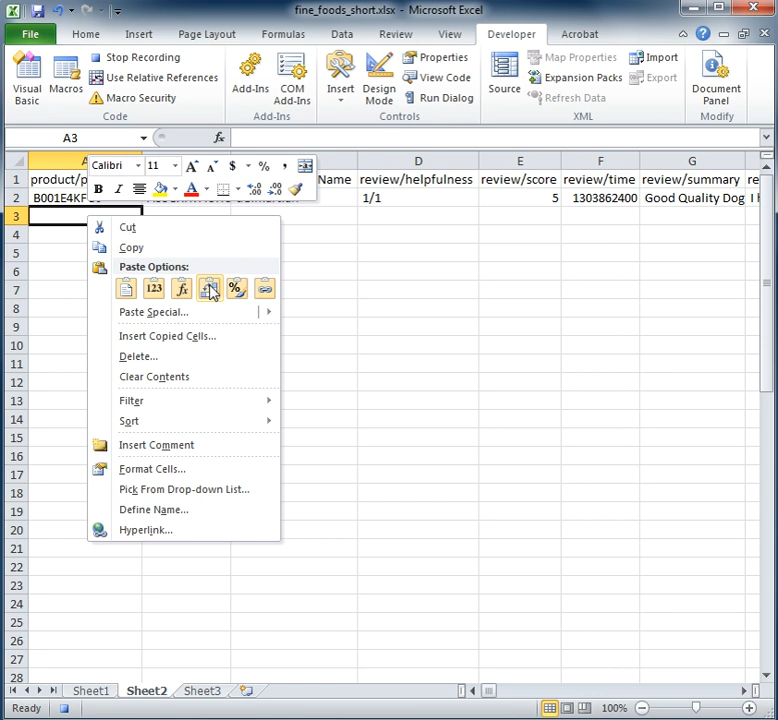 fine_foods_short.xlsx - Microsoft Excel
File Home Insert Page Layout Formulas Data Review View Developer Acrobat
Visual Basic
Macros
Stop Recording
Use Relative References
Macro Security
Code
Add-Ins
COM Add-Ins
Add-Ins
Insert
Design Mode
Properties
View Code
Run Dialog
Controls
Source
Map Properties
Expansion Packs
Refresh Data
Import
Export
XML
Document Panel
Modify
A3 fx
Calibri 11 A A $ % ,
B I A .00 .00
D E F G
1 product/p Name review/helpfulness review/score review/time review/summary
2 B001E4KF 1/1 5 1303862400 Good Quality Dog
3
4
5
6
7
8
9
10
11
12
13
14
15
16
17
18
19
20
21
22
23
24
25
26
27
28
Cut
Copy
Paste Options:
123 fx %
Paste Special...
Insert Copied Cells...
Delete...
Clear Contents
Filter
Sort
Insert Comment
Format Cells...
Pick From Drop-down List...
Define Name...
Hyperlink...
Sheet1 Sheet2 Sheet3
Ready 100%